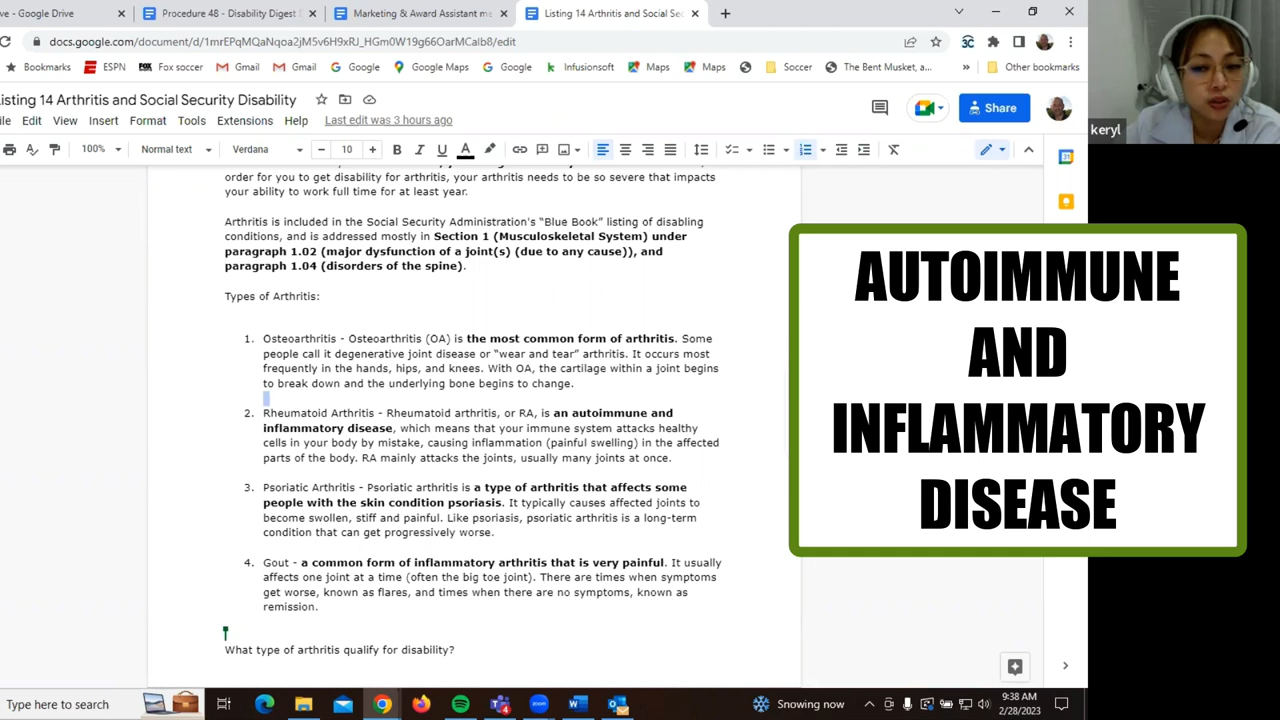 ve - Google Drive
Procedure 48 - Disability Digest
Marketing & Award Assistant me
Listing 14 Arthritis and Social Sec
docs.google.com/document/d/1mrEPqMQaNqoa2jM5v6H9xRJ_HGm0W19g66OarMCalb8/edit
Bookmarks
ESPN
Fox soccer
Gmail
Gmail
Google
Google Maps
Google
Infusionsoft
Maps
Maps
Soccer
The Bent Musket, a...
Other bookmarks
isting 14 Arthritis and Social Security Disability
ile Edit View Insert Format Tools Extensions Help Last edit was 3 hours ago
Share
100% Normal text Verdana 10
order for you to get disability for arthritis, your arthritis needs to be so severe that impacts
your ability to work full time for at least year.
Arthritis is included in the Social Security Administration's “Blue Book” listing of disabling
conditions, and is addressed mostly in Section 1 (Musculoskeletal System) under
paragraph 1.02 (major dysfunction of a joint(s) (due to any cause)), and
paragraph 1.04 (disorders of the spine).
Types of Arthritis:
1. Osteoarthritis - Osteoarthritis (OA) is the most common form of arthritis. Some
people call it degenerative joint disease or “wear and tear” arthritis. It occurs most
frequently in the hands, hips, and knees. With OA, the cartilage within a joint begins
to break down and the underlying bone begins to change.
2. Rheumatoid Arthritis - Rheumatoid arthritis, or RA, is an autoimmune and
inflammatory disease, which means that your immune system attacks healthy
cells in your body by mistake, causing inflammation (painful swelling) in the affected
parts of the body. RA mainly attacks the joints, usually many joints at once.
3. Psoriatic Arthritis - Psoriatic arthritis is a type of arthritis that affects some
people with the skin condition psoriasis. It typically causes affected joints to
become swollen, stiff and painful. Like psoriasis, psoriatic arthritis is a long-term
condition that can get progressively worse.
4. Gout - a common form of inflammatory arthritis that is very painful. It usually
affects one joint at a time (often the big toe joint). There are times when symptoms
get worse, known as flares, and times when there are no symptoms, known as
remission.
What type of arthritis qualify for disability?
keryl
AUTOIMMUNE
AND
INFLAMMATORY
DISEASE
Type here to search
Snowing now
9:38 AM
2/28/2023